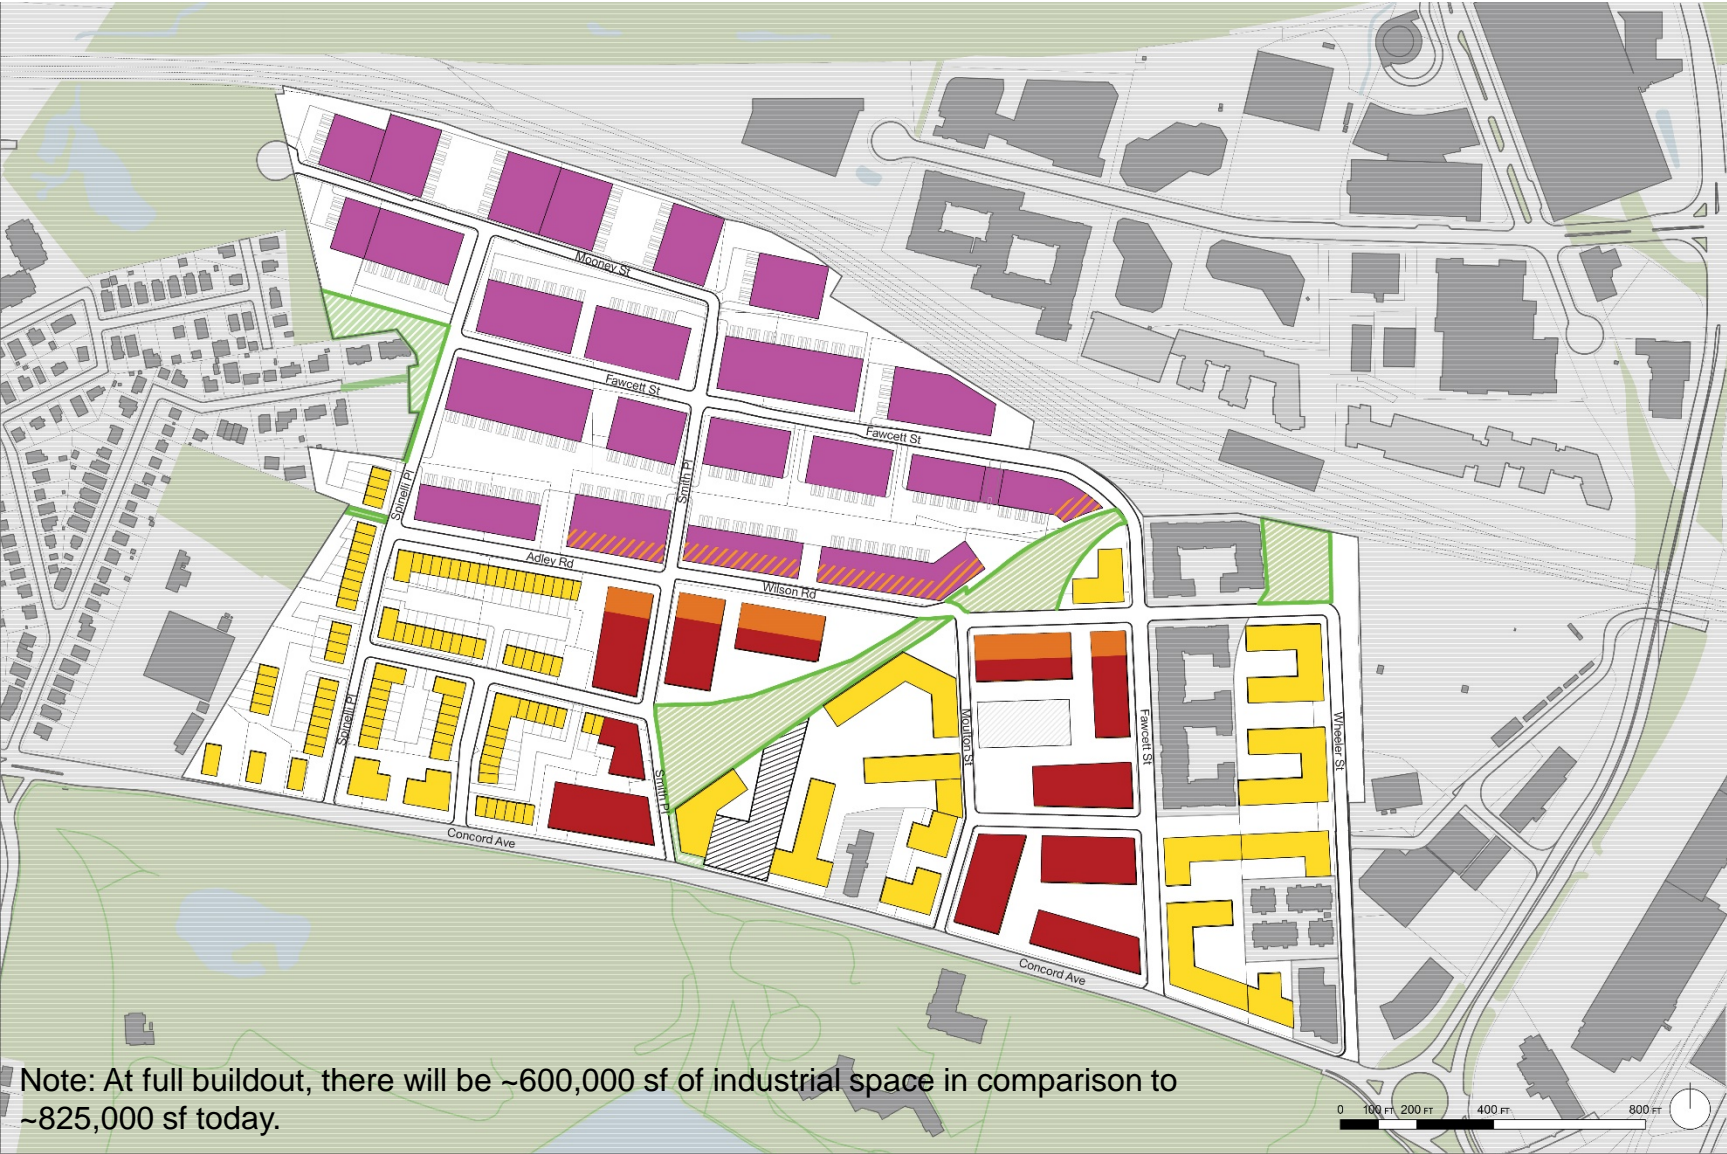 Mooney St
Fawcett St
Fawcett St
Smith Pl
Spinelli Pl
Adley Rd
Wilson Rd
Spinelli Pl
Smith Pl
Moulton St
Fawcett St
Wheeler St
Concord Ave
Concord Ave
Note: At full buildout, there will be ~600,000 sf of industrial space in comparison to
~825,000 sf today.
0 100 FT 200 FT 400 FT 800 FT